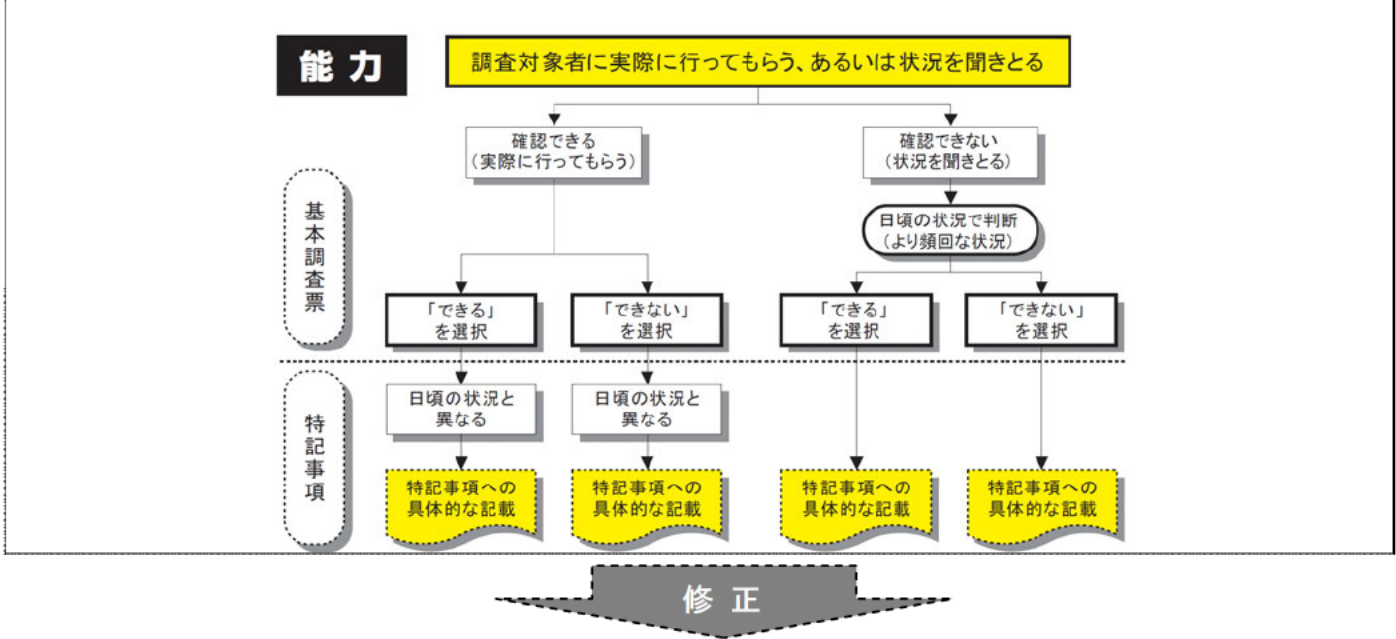 能力
調査対象者に実際に行ってもらう、あるいは状況を聞きとる
確認できる
（実際に行ってもらう）
確認できない
（状況を聞きとる）
日頃の状況で判断
（より頻回な状況）
基本調査票
「できる」
を選択
「できない」
を選択
「できる」
を選択
「できない」
を選択
特記事項
日頃の状況と
異なる
日頃の状況と
異なる
特記事項への
具体的な記載
特記事項への
具体的な記載
特記事項への
具体的な記載
特記事項への
具体的な記載
修正